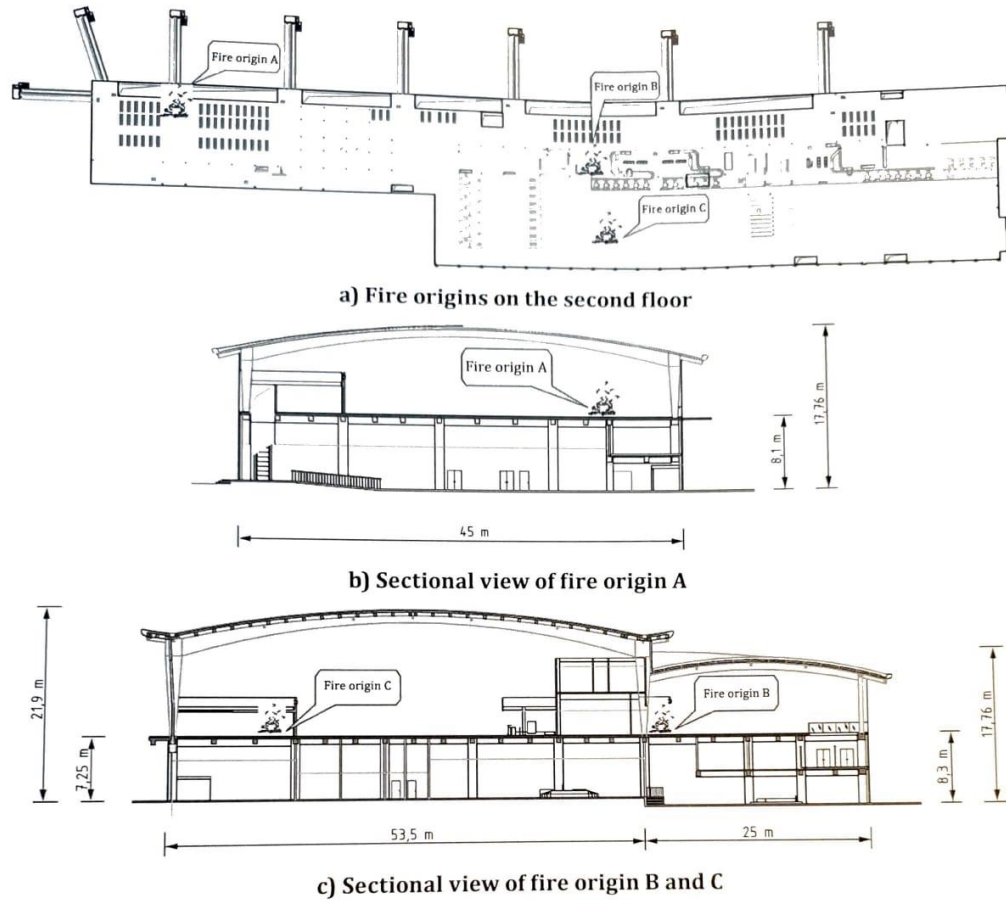 Fire origin A
Fire origin B
Fire origin C
a) Fire origins on the second floor
Fire origin A
17,76 m
8,1 m
45 m
b) Sectional view of fire origin A
21,9 m
7,25 m
Fire origin C
Fire origin B
17,76 m
8,3 m
53,5 m
25 m
c) Sectional view of fire origin B and C